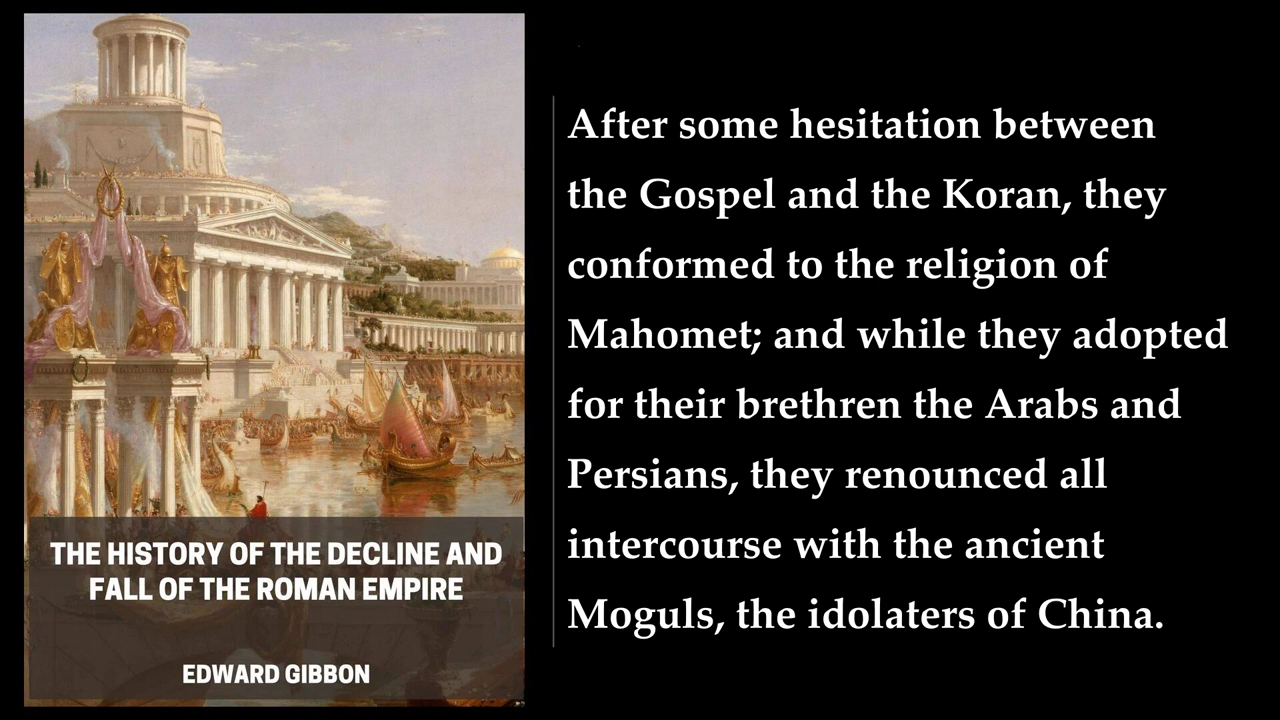 THE HISTORY OF THE DECLINE AND
FALL OF THE ROMAN EMPIRE
EDWARD GIBBON
After some hesitation between
the Gospel and the Koran, they
conformed to the religion of
Mahomet; and while they adopted
for their brethren the Arabs and
Persians, they renounced all
intercourse with the ancient
Moguls, the idolaters of China.